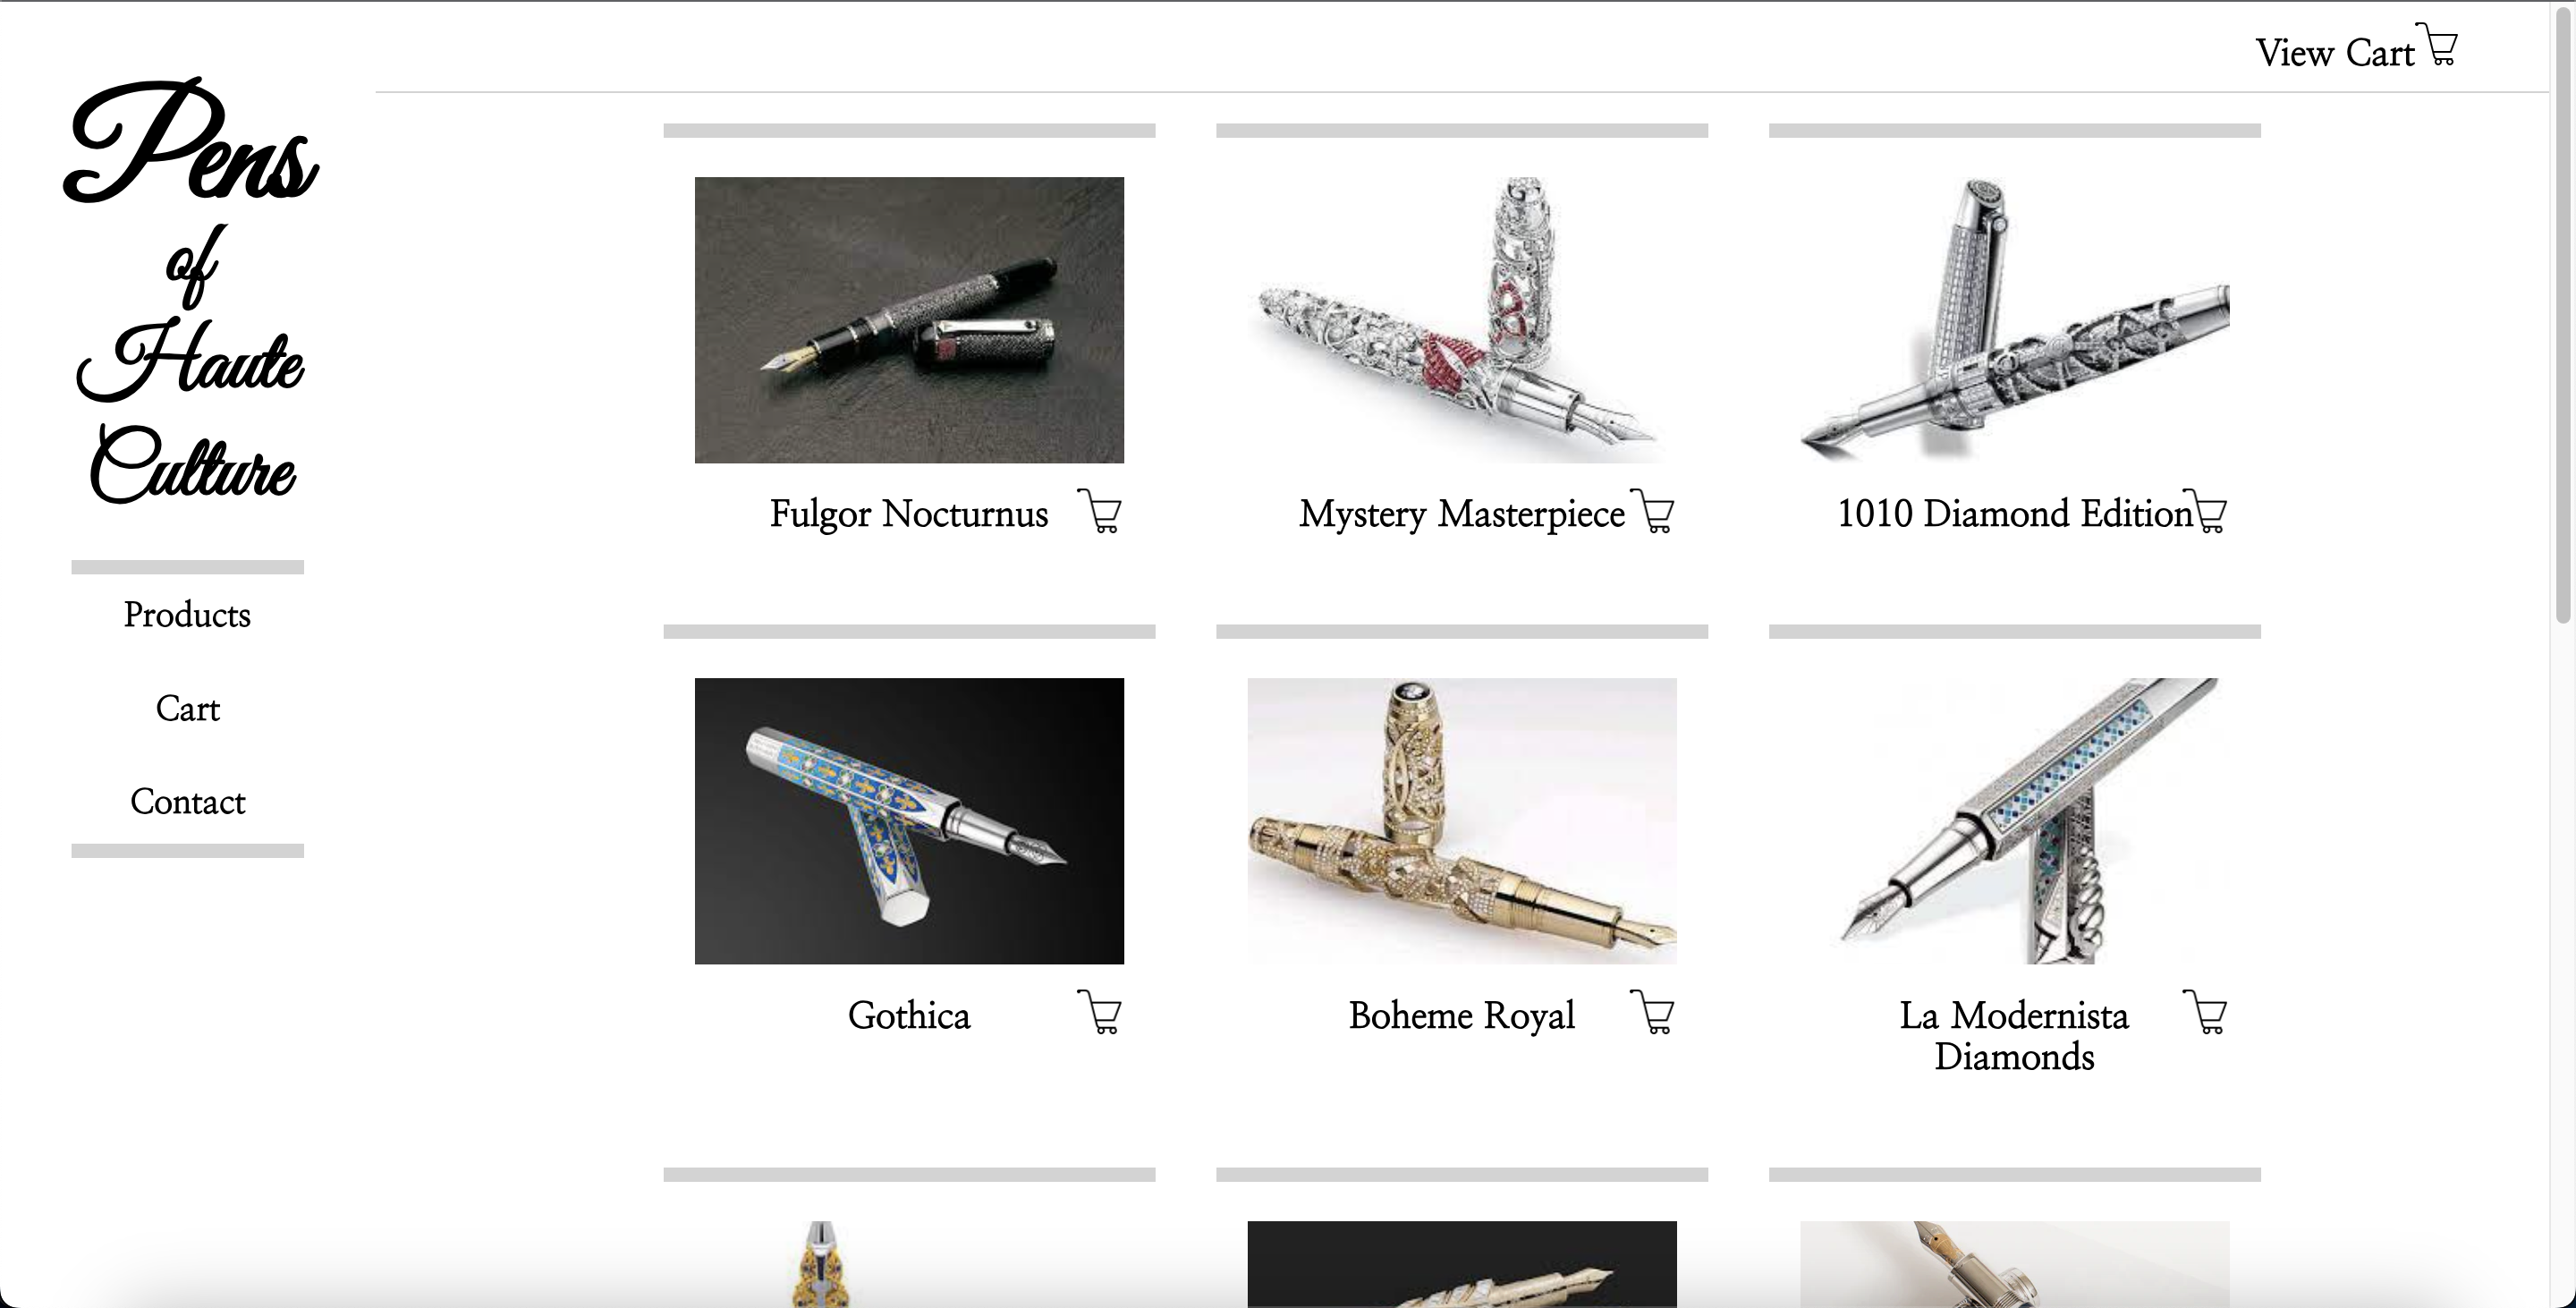 View Cart
Pens
of
Haute
Culture
Products
Cart
Contact
Fulgor Nocturnus
Mystery Masterpiece
1010 Diamond Edition
Gothica
Boheme Royal
La Modernista
Diamonds